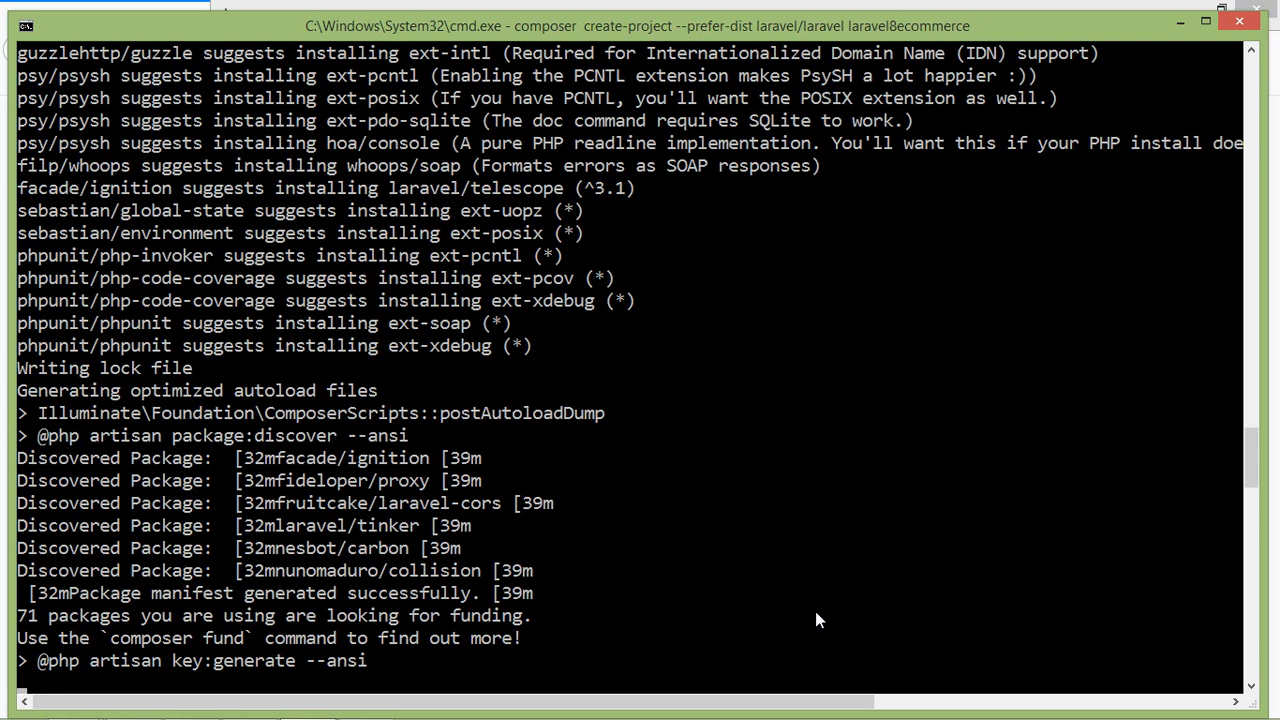 C:\Windows\System32\cmd.exe - composer  create-project --prefer-dist laravel/laravel laravel8ecommerce
guzzlehttp/guzzle suggests installing ext-intl (Required for Internationalized Domain Name (IDN) support)
psy/psysh suggests installing ext-pcntl (Enabling the PCNTL extension makes PsySH a lot happier :))
psy/psysh suggests installing ext-posix (If you have PCNTL, you'll want the POSIX extension as well.)
psy/psysh suggests installing ext-pdo-sqlite (The doc command requires SQLite to work.)
psy/psysh suggests installing hoa/console (A pure PHP readline implementation. You'll want this if your PHP install doe
filp/whoops suggests installing whoops/soap (Formats errors as SOAP responses)
facade/ignition suggests installing laravel/telescope (^3.1)
sebastian/global-state suggests installing ext-uopz (*)
sebastian/environment suggests installing ext-posix (*)
phpunit/php-invoker suggests installing ext-pcntl (*)
phpunit/php-code-coverage suggests installing ext-pcov (*)
phpunit/php-code-coverage suggests installing ext-xdebug (*)
phpunit/phpunit suggests installing ext-soap (*)
phpunit/phpunit suggests installing ext-xdebug (*)
Writing lock file
Generating optimized autoload files
> Illuminate\Foundation\ComposerScripts::postAutoloadDump
> @php artisan package:discover --ansi
Discovered Package:  [32mfacade/ignition [39m
Discovered Package:  [32mfideloper/proxy [39m
Discovered Package:  [32mfruitcake/laravel-cors [39m
Discovered Package:  [32mlaravel/tinker [39m
Discovered Package:  [32mnesbot/carbon [39m
Discovered Package:  [32mnunomaduro/collision [39m
 [32mPackage manifest generated successfully. [39m
71 packages you are using are looking for funding.
Use the `composer fund` command to find out more!
> @php artisan key:generate --ansi